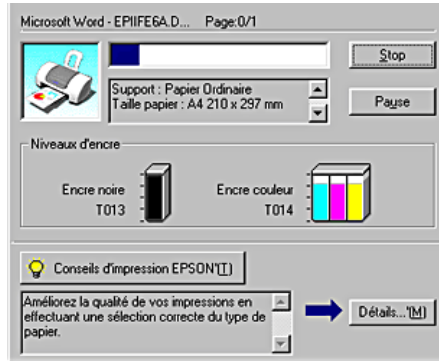 Microsoft Word - EPIIFE6A.D... Page:0/1
Stop
Support : Papier Ordinaire
Taille papier : A4 210 x 297 mm
Pause
Niveaux d'encre
Encre noire
T013
Encre couleur
T014
Conseils d'impression EPSON'(T)
Améliorez la qualité de vos impressions en
effectuant une sélection correcte du type de
papier.
Détails...'(M)